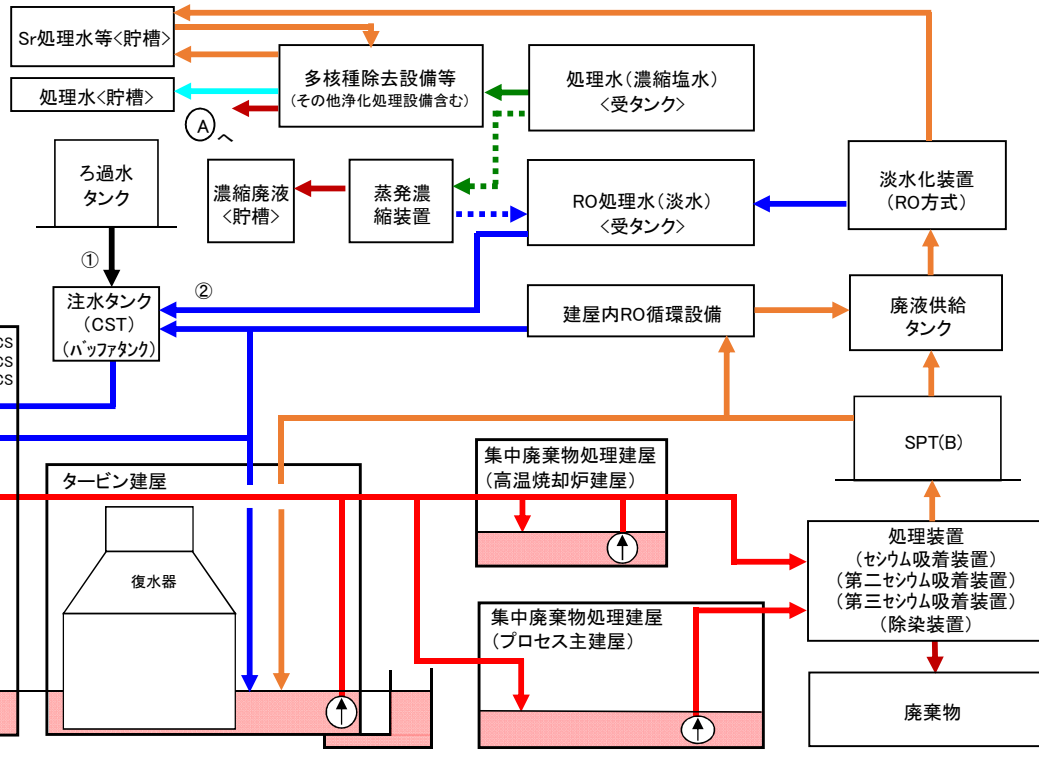 Sr処理水等<貯槽>
処理水<貯槽>
多核種除去設備等
(その他浄化処理設備含む)
処理水(濃縮塩水)
<受タンク>
A へ
ろ過水
タンク
濃縮廃液
<貯槽>
蒸発濃
縮装置
RO処理水(淡水)
<受タンク>
淡水化装置
(RO方式)
①
②
注水タンク
(CST)
(バッファタンク)
建屋内RO循環設備
廃液供給
タンク
CS
CS
CS
SPT(B)
タービン建屋
復水器
集中廃棄物処理建屋
(高温焼却炉建屋)
集中廃棄物処理建屋
(プロセス主建屋)
処理装置
(セシウム吸着装置)
(第二セシウム吸着装置)
(第三セシウム吸着装置)
(除染装置)
廃棄物